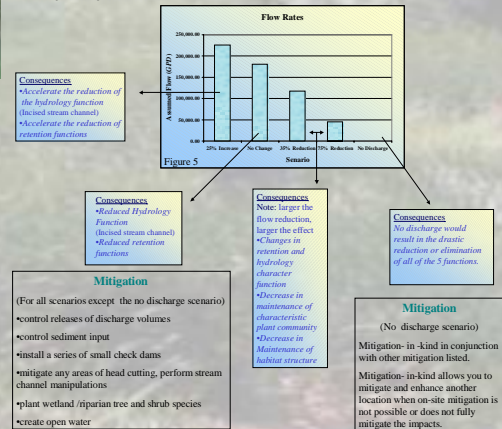 Flow Rates
250,000.00
200,000.00
150,000.00
100,000.00
50,000.00
0.00
Assumed Flow (GPD)
25% Increase
No Change
35% Reduction
75% Reduction
No Discharge
Senario
Figure 5
Consequences
•Accelerate the reduction of
the hydrology function
(Incised stream channel)
•Accelerate the reduction of
retention functions
Consequences
•Reduced Hydrology
Function
(Incised stream channel)
•Reduced retention
functions
Consequences
Note: larger the
flow reduction,
larger the effect
•Changes in
retention and
hydrology
character
function
•Decrease in
maintenance of
characteristic
plant community
•Decrease in
Maintenance of
habitat structure
Consequences
No discharge would
result in the drastic
reduction or elimination
of all of the 5 functions.
Mitigation
(For all scenarios except the no discharge scenario)
•control releases of discharge volumes
•control sediment input
•install a series of small check dams
•mitigate any areas of head cutting, perform stream
channel manipulations
•plant wetland /riparian tree and shrub species
•create open water
Mitigation
(No discharge scenario)
Mitigation- in -kind in conjunction
with other mitigation listed.
Mitigation- in-kind allows you to
mitigate and enhance another
location when on-site mitigation is
not possible or does not fully
mitigate the impacts.